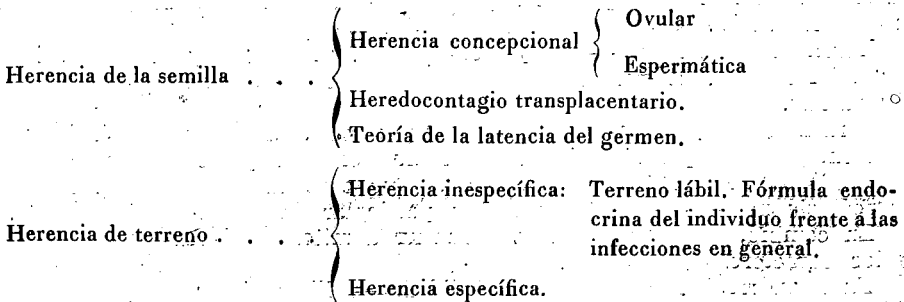 Ovular
Herencia concepcional
Espermática
Herencia de la semilla . . .
Heredocontagio transplacentario.
Teoría de la latencia del germen.
Herencia inespecífica: Terreno lábil. Fórmula endo-
crina del individuo frente a las
Herencia de terreno . . . .
infecciones en general.
Herencia específica.